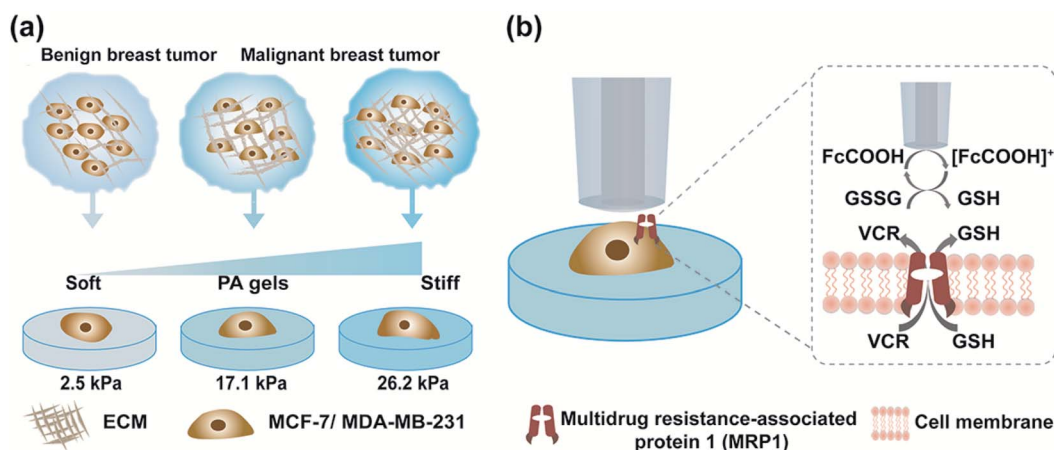 (a)
Benign breast tumor
Malignant breast tumor
Soft
PA gels
Stiff
2.5 kPa
17.1 kPa
26.2 kPa
ECM
MCF-7/ MDA-MB-231
(b)
FcCOOH
[FcCOOH]⁺
GSSG
GSH
VCR
GSH
VCR
GSH
Multidrug resistance-associated
protein 1 (MRP1)
Cell membrane